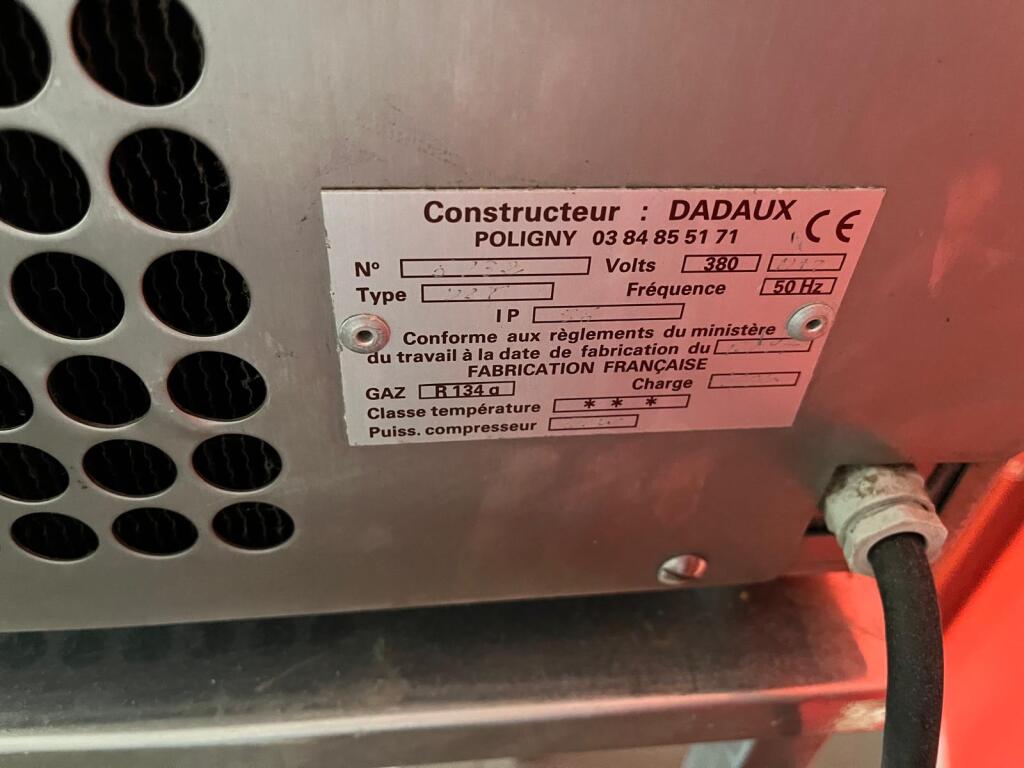 Constructeur : DADAUX CE
POLIGNY 03 84 85 51 71
N° Volts 380
Type Fréquence 50 Hz
IP
Conforme aux règlements du ministère
du travail à la date de fabrication du
FABRICATION FRANÇAISE
GAZ R 134 a Charge
Classe température * * *
Puiss. compresseur